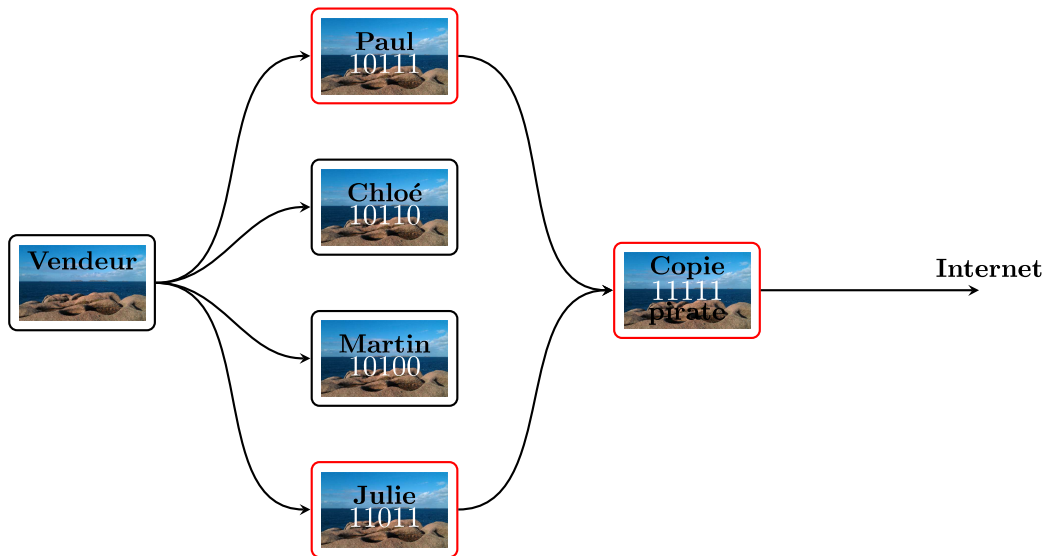 Vendeur
Paul
10111
Chloé
10110
Martin
10100
Julie
11011
Copie
11111
pirate
Internet